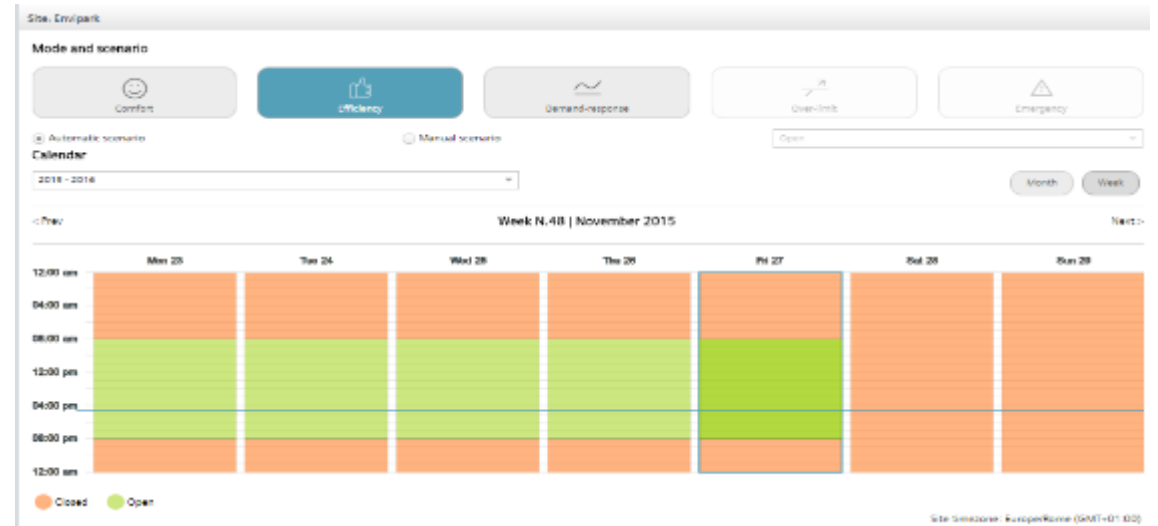 Site. Envipark
Mode and scenario
Comfort Efficiency Demand-response Over-limit Emergency
Automatic scenario Manual scenario Open
Calendar
2015 - 2016
Month Week
< Prev Week N.48 | November 2015 Next >
Mon 23 Tue 24 Wed 25 Thu 26 Fri 27 Sat 28 Sun 29
12:00 am
04:00 am
08:00 am
12:00 pm
04:00 pm
08:00 pm
12:00 am
Closed Open
Site timezone: Europe/Rome (GMT+01:00)